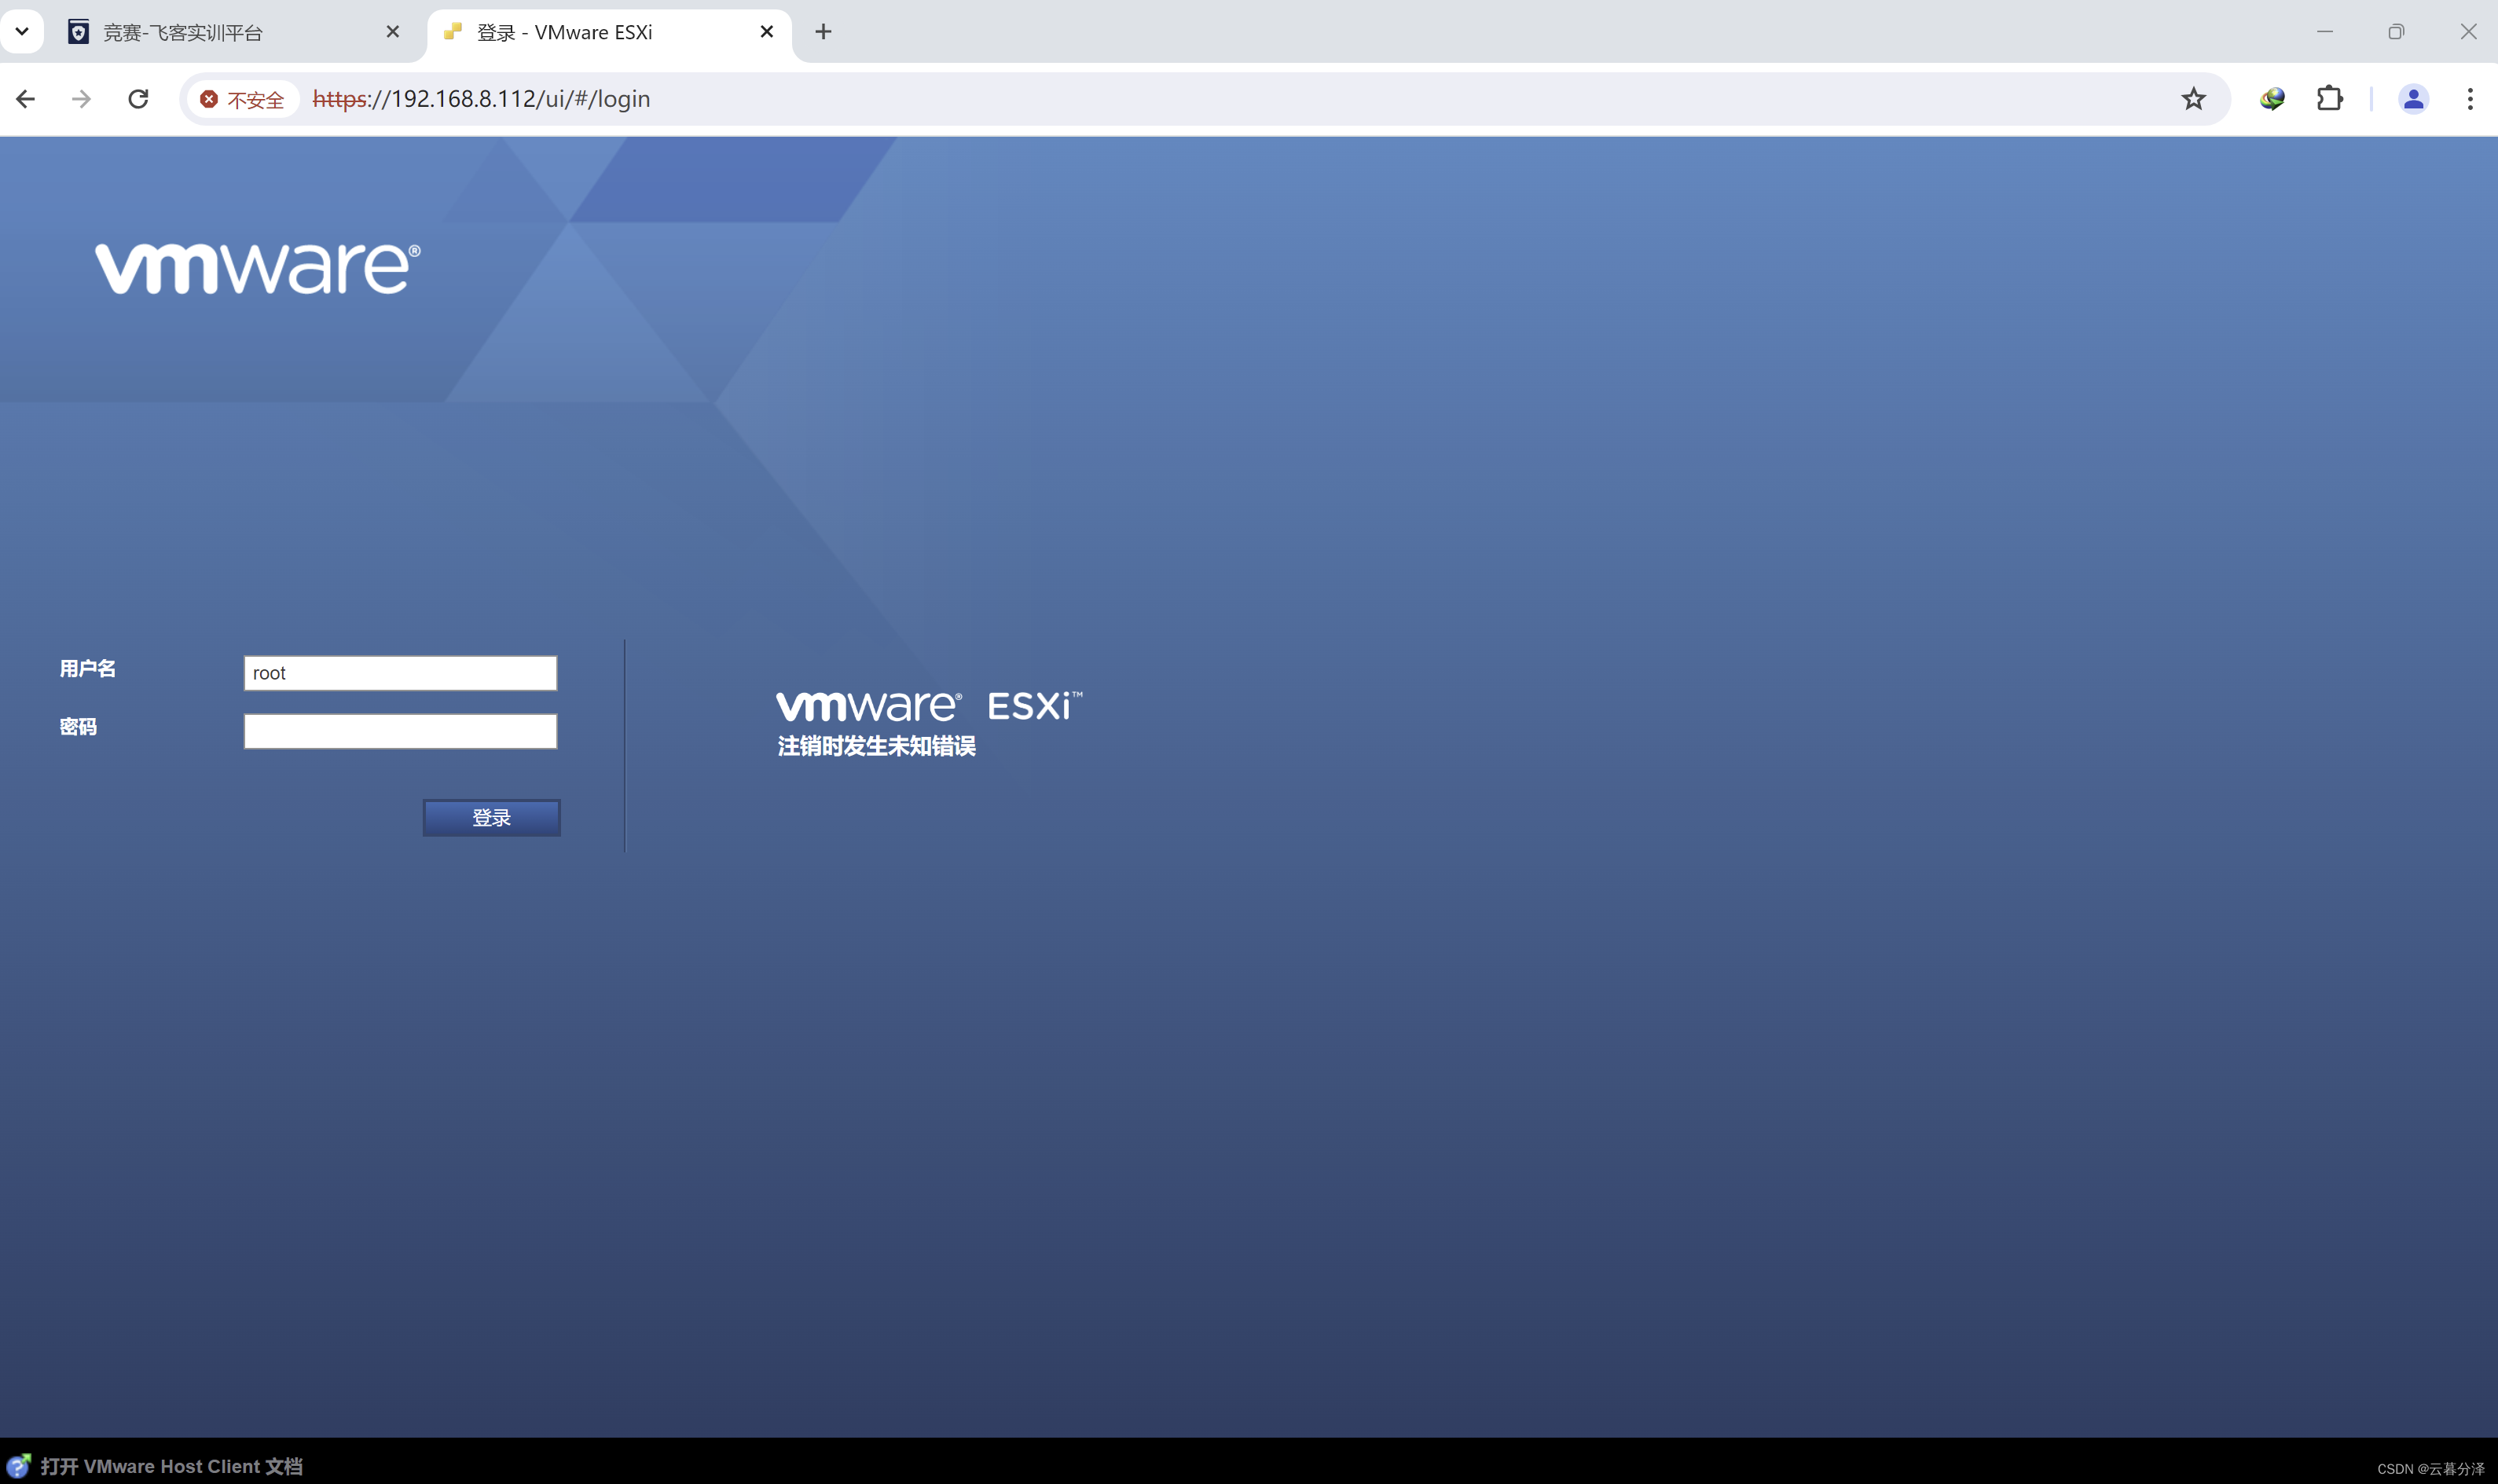 竞赛-飞客实训平台
登录 - VMware ESXi
不安全 https://192.168.8.112/ui/#/login
vmware®
用户名 root
密码
登录
vmware® ESXi™
注销时发生未知错误
打开 VMware Host Client 文档
CSDN @云暮分泽